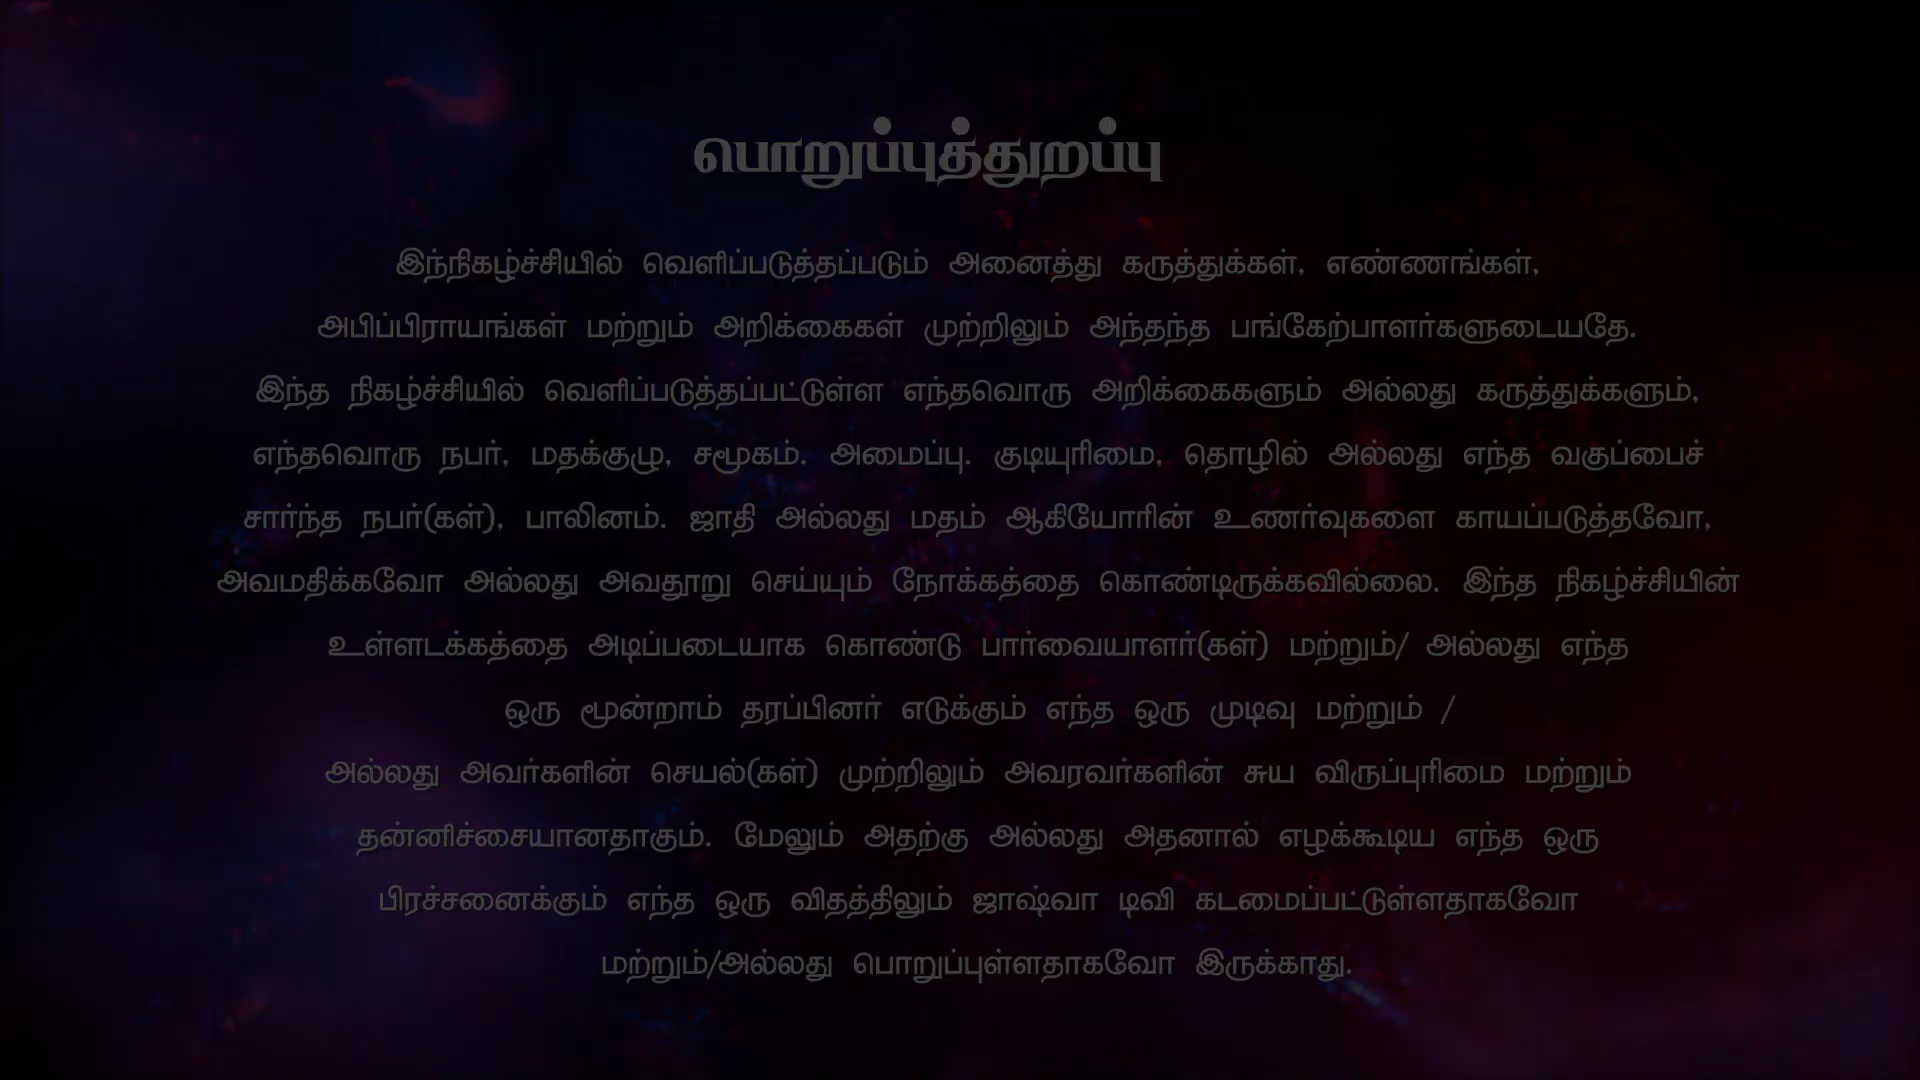 பொறுப்புத்துறப்பு
இந்நிகழ்ச்சியில் வெளிப்படுத்தப்படும் அனைத்து கருத்துக்கள், எண்ணங்கள்,
அபிப்பிராயங்கள் மற்றும் அறிக்கைகள் முற்றிலும் அந்தந்த பங்கேற்பாளர்களுடையதே.
இந்த நிகழ்ச்சியில் வெளிப்படுத்தப்பட்டுள்ள எந்தவொரு அறிக்கைகளும் அல்லது கருத்துக்களும்,
எந்தவொரு நபர், மதக்குழு, சமூகம். அமைப்பு. குடியுரிமை, தொழில் அல்லது எந்த வகுப்பைச்
சார்ந்த நபர்(கள்), பாலினம். ஜாதி அல்லது மதம் ஆகியோரின் உணர்வுகளை காயப்படுத்தவோ,
அவமதிக்கவோ அல்லது அவதூறு செய்யும் நோக்கத்தை கொண்டிருக்கவில்லை. இந்த நிகழ்ச்சியின்
உள்ளடக்கத்தை அடிப்படையாக கொண்டு பார்வையாளர்(கள்) மற்றும்/ அல்லது எந்த
ஒரு மூன்றாம் தரப்பினர் எடுக்கும் எந்த ஒரு முடிவு மற்றும் /
அல்லது அவர்களின் செயல்(கள்) முற்றிலும் அவரவர்களின் சுய விருப்புரிமை மற்றும்
தன்னிச்சையானதாகும். மேலும் அதற்கு அல்லது அதனால் எழக்கூடிய எந்த ஒரு
பிரச்சனைக்கும் எந்த ஒரு விதத்திலும் ஜாஷ்வா டிவி கடமைப்பட்டுள்ளதாகவோ
மற்றும்/அல்லது பொறுப்புள்ளதாகவோ இருக்காது.